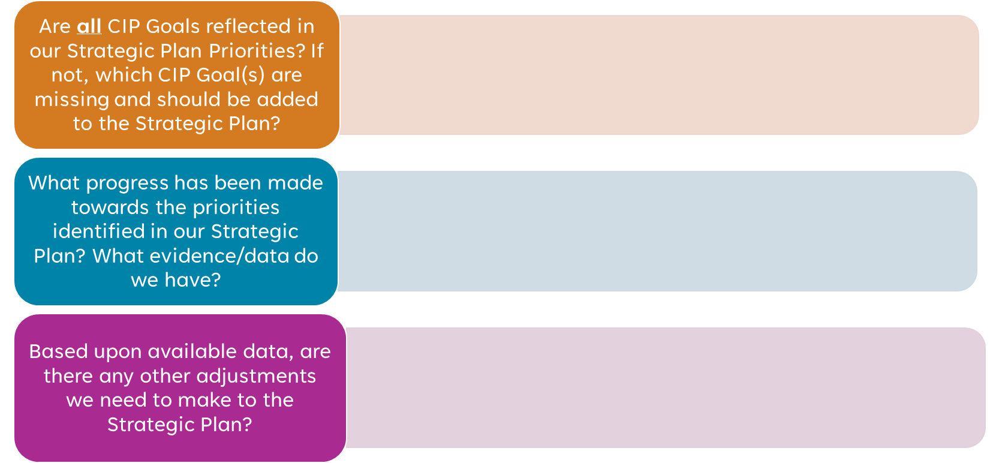 Are all CIP Goals reflected in
our Strategic Plan Priorities? If
not, which CIP Goal(s) are
missing and should be added
to the Strategic Plan?
What progress has been made
towards the priorities
identified in our Strategic
Plan? What evidence/data do
we have?
Based upon available data, are
there any other adjustments
we need to make to the
Strategic Plan?